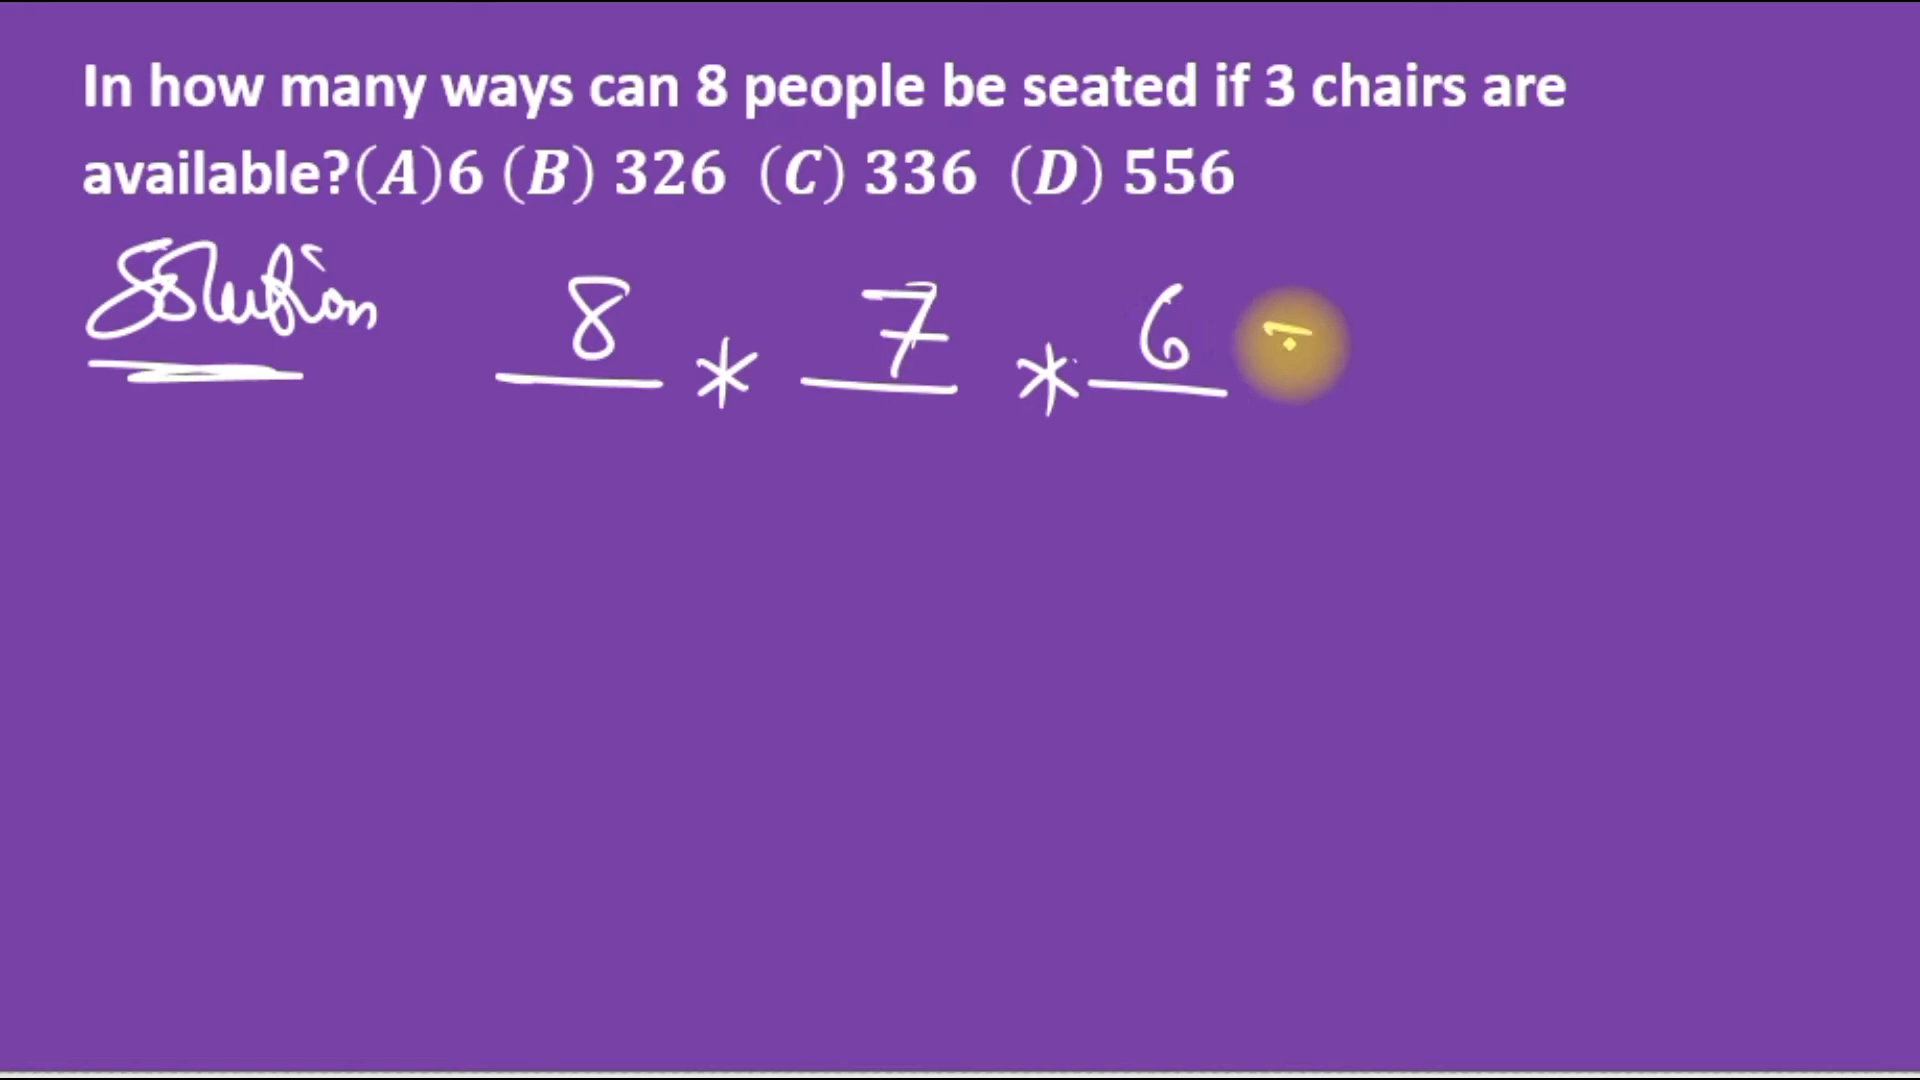 In how many ways can 8 people be seated if 3 chairs are
available?(A)6 (B) 326 (C) 336 (D) 556
Solution 8 * 7 * 6